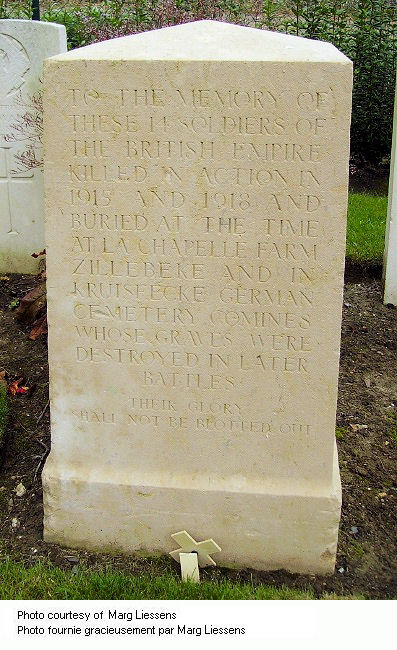 TO THE MEMORY OF
THESE 14 SOLDIERS OF
THE BRITISH EMPIRE
KILLED IN ACTION IN
1915 AND 1918 AND
BURIED AT THE TIME
AT LA CHAPELLE FARM
ZILLEBEKE AND IN
KRUISEECKE GERMAN
CEMETERY COMINES
WHOSE GRAVES WERE
DESTROYED IN LATER
BATTLES
THEIR GLORY
SHALL NOT BE BLOTTED OUT
Photo courtesy of Marg Liessens
Photo fournie gracieusement par Marg Liessens